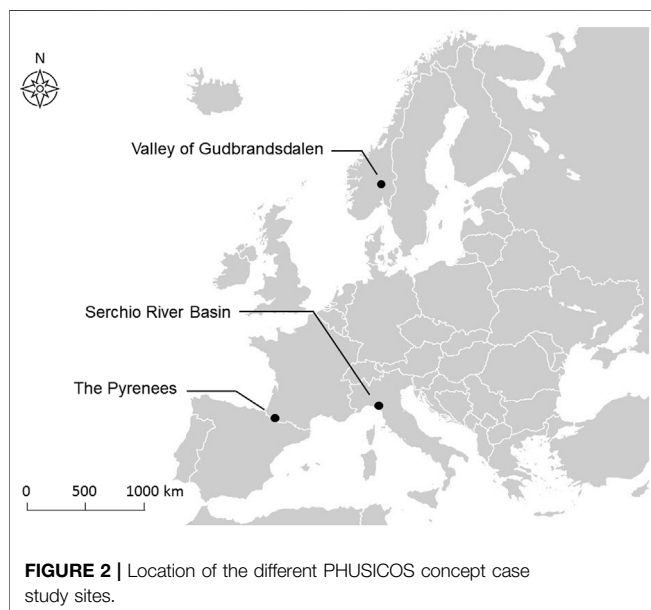 N
Valley of Gudbrandsdalen
Serchio River Basin
The Pyrenees
0 500 1000 km
FIGURE 2 | Location of the different PHUSICOS concept case
study sites.